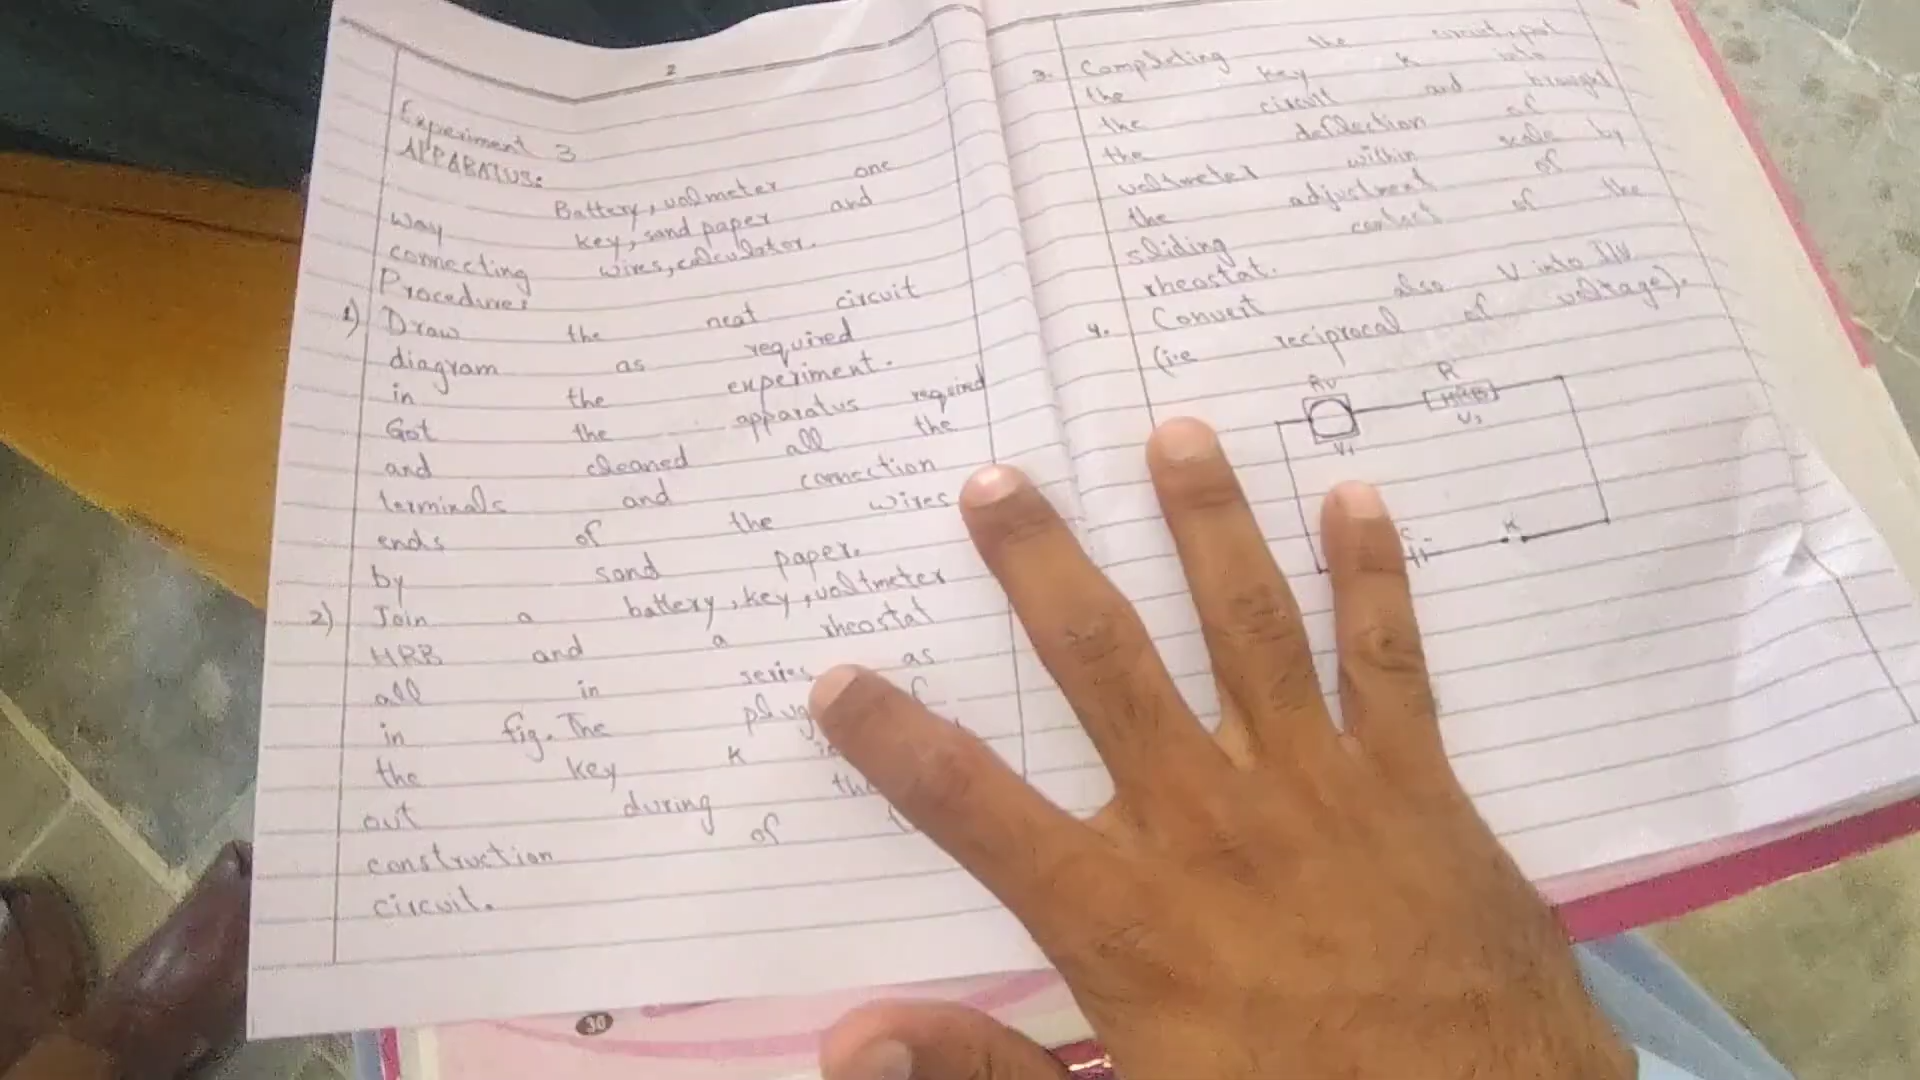 2
Experiment 3
APPARATUS:
Battery, voltmeter one
way key, sand paper and
connecting wires, calculator.
Procedure:
1) Draw the neat circuit
diagram as required
in the experiment.
Got the apparatus required
and cleaned all the
terminals and connection
ends of the wires
by sand paper.
2) Join a battery, key, voltmeter
HRB and a rheostat
all in series as
in fig. The plug
the key K
out during the
construction of
circuit.
30
3. Completing the circuit, put
the key K into
the circuit and brought
the deflection of
voltmeter within scale by
the adjustment of
sliding contact of the
rheostat.
4. Convert also V into 1/V
(i.e reciprocal of voltage).
Rv
R
HRB
V1
V2
K